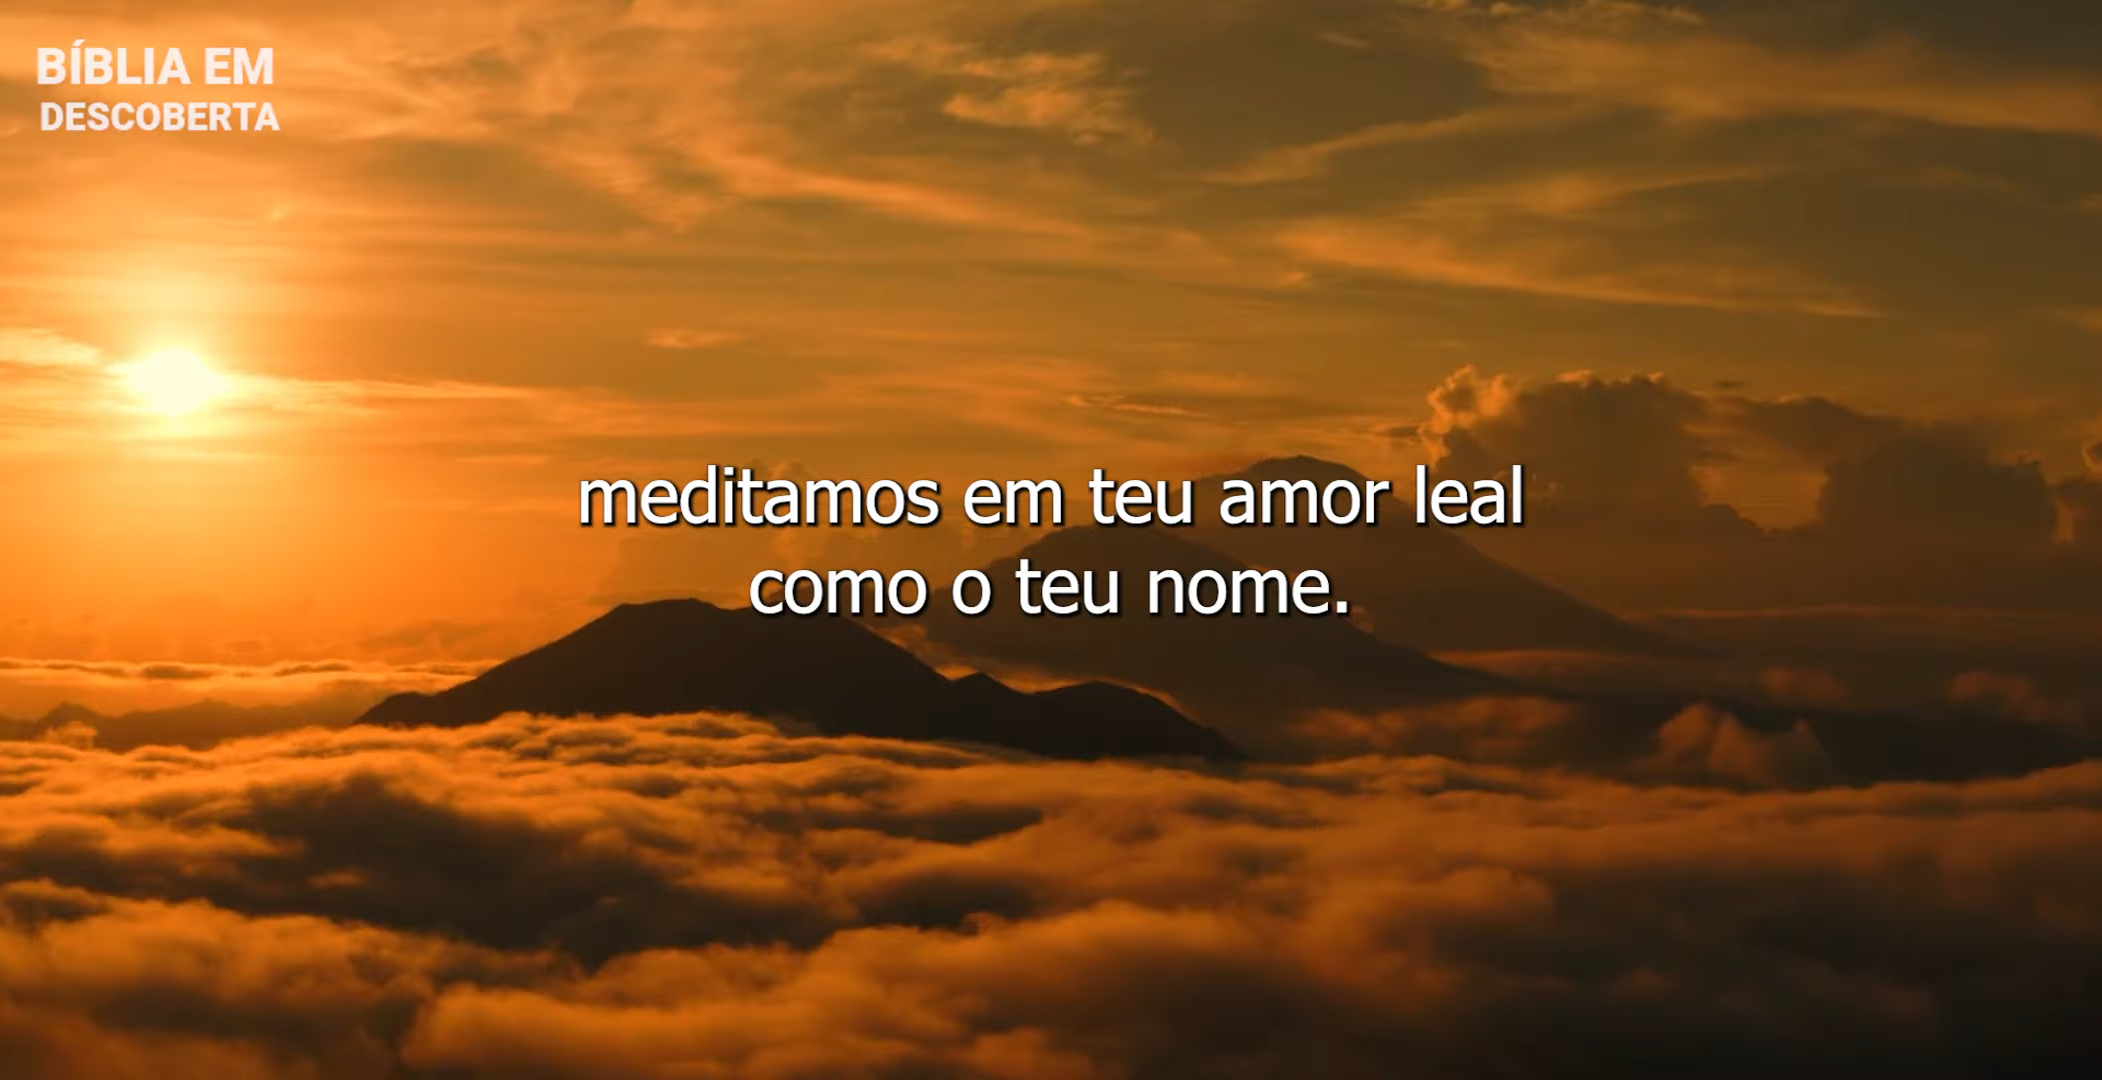 BÍBLIA EM
DESCOBERTA
meditamos em teu amor leal
como o teu nome.